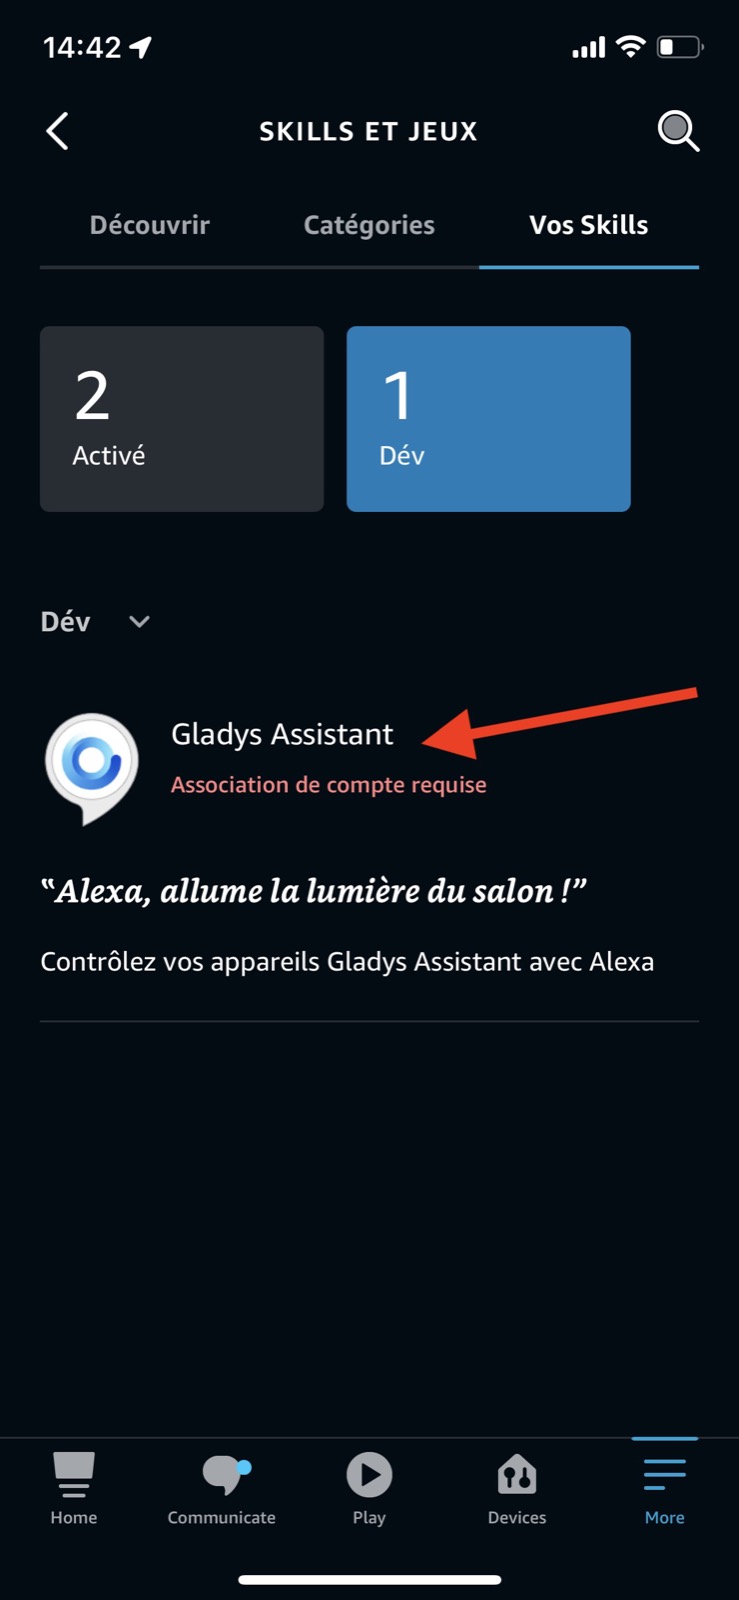 14:42
SKILLS ET JEUX
Découvrir Catégories Vos Skills
2 1
Activé Dév
Dév
Gladys Assistant
Association de compte requise
“Alexa, allume la lumière du salon !”
Contrôlez vos appareils Gladys Assistant avec Alexa
Home Communicate Play Devices More